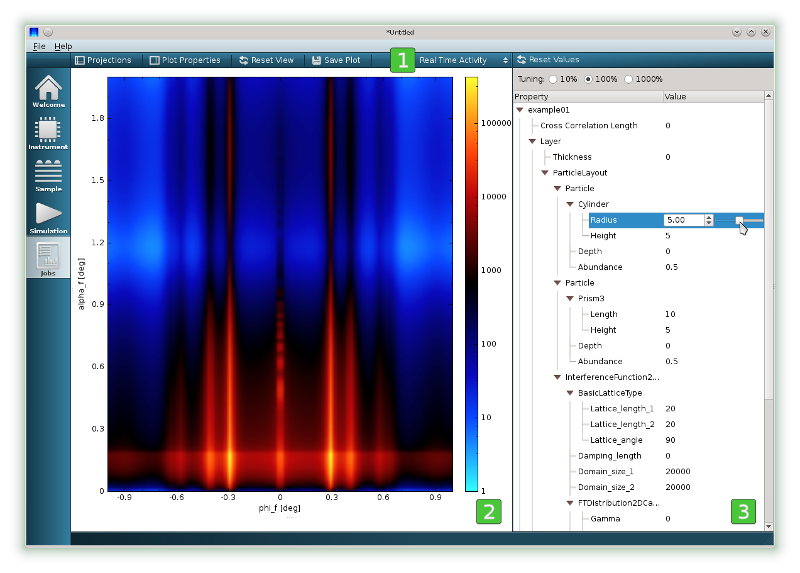 *Untitled
File Help
Projections Plot Properties Reset View Save Plot 1 Real Time Activity Reset Values
Welcome
Instrument
Sample
Simulation
Jobs
1.8
1.5
1.2
0.9
0.6
0.3
0
alpha_f [deg]
-0.9 -0.6 -0.3 0 0.3 0.6 0.9
phi_f [deg]
100000
10000
1000
100
10
1
2
Tuning: 10% 100% 1000%
Property Value
example01
Cross Correlation Length 0
Layer
Thickness 0
ParticleLayout
Particle
Cylinder
Radius 5.00
Height 5
Depth 0
Abundance 0.5
Particle
Prism3
Length 10
Height 5
Depth 0
Abundance 0.5
InterferenceFunction2...
BasicLatticeType
Lattice_length_1 20
Lattice_length_2 20
Lattice_angle 90
Damping_length 0
Domain_size_1 20000
Domain_size_2 20000
FTDistribution2DCa...
Gamma 0
3